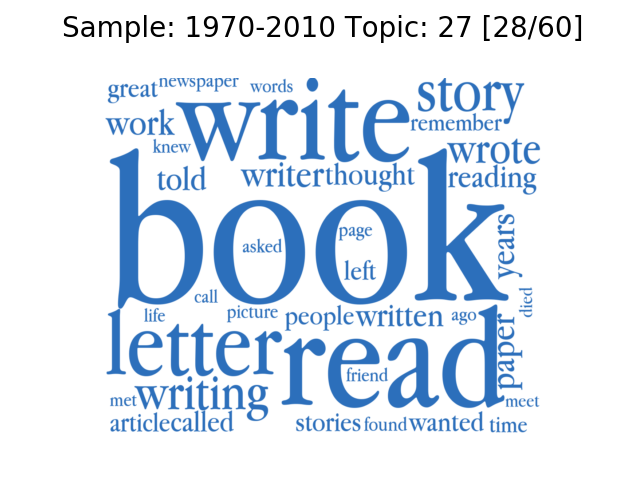 Sample: 1970-2010 Topic: 27 [28/60]
great newspaper words story
work write remember
knew wrote
told writer thought reading
book
asked page years
left
call died
life picture people written ago paper
letter read
friend
met writing meet
article called stories found wanted time